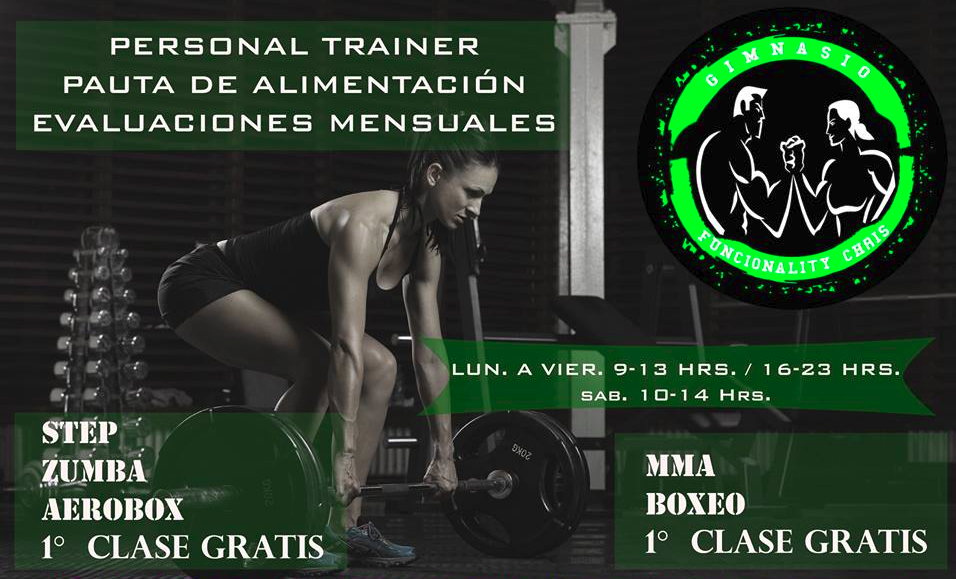 PERSONAL TRAINER
PAUTA DE ALIMENTACIÓN
EVALUACIONES MENSUALES
GIMNASIO
FUNCIONALITY CHRIS
LUN. A VIER. 9-13 HRS. / 16-23 HRS.
SAB. 10-14 HRS.
STEP
ZUMBA
AEROBOX
1° CLASE GRATIS
20KG
MMA
BOXEO
1° CLASE GRATIS